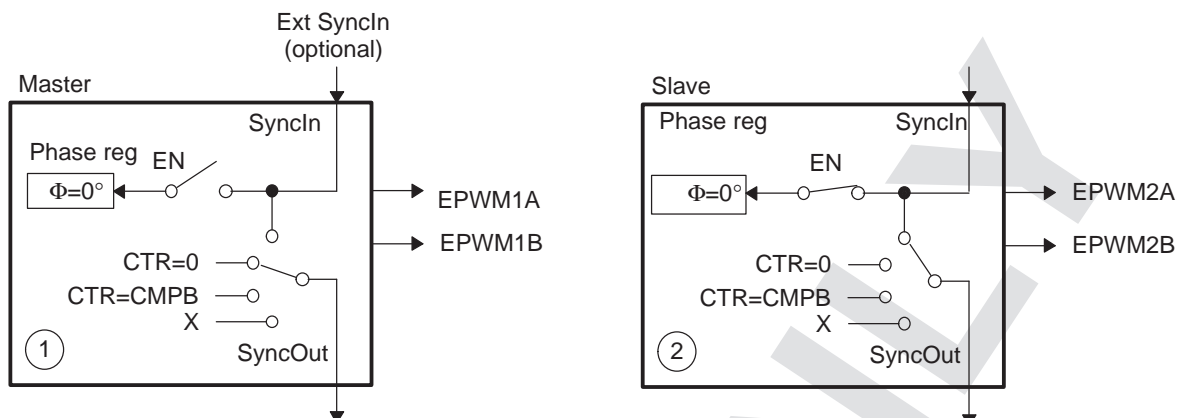 Ext SyncIn
(optional)
Master
SyncIn
Phase reg
EN
Φ=0°
EPWM1A
EPWM1B
CTR=0
CTR=CMPB
X
1
SyncOut
Slave
Phase reg
SyncIn
EN
Φ=0°
EPWM2A
EPWM2B
CTR=0
CTR=CMPB
X
2
SyncOut